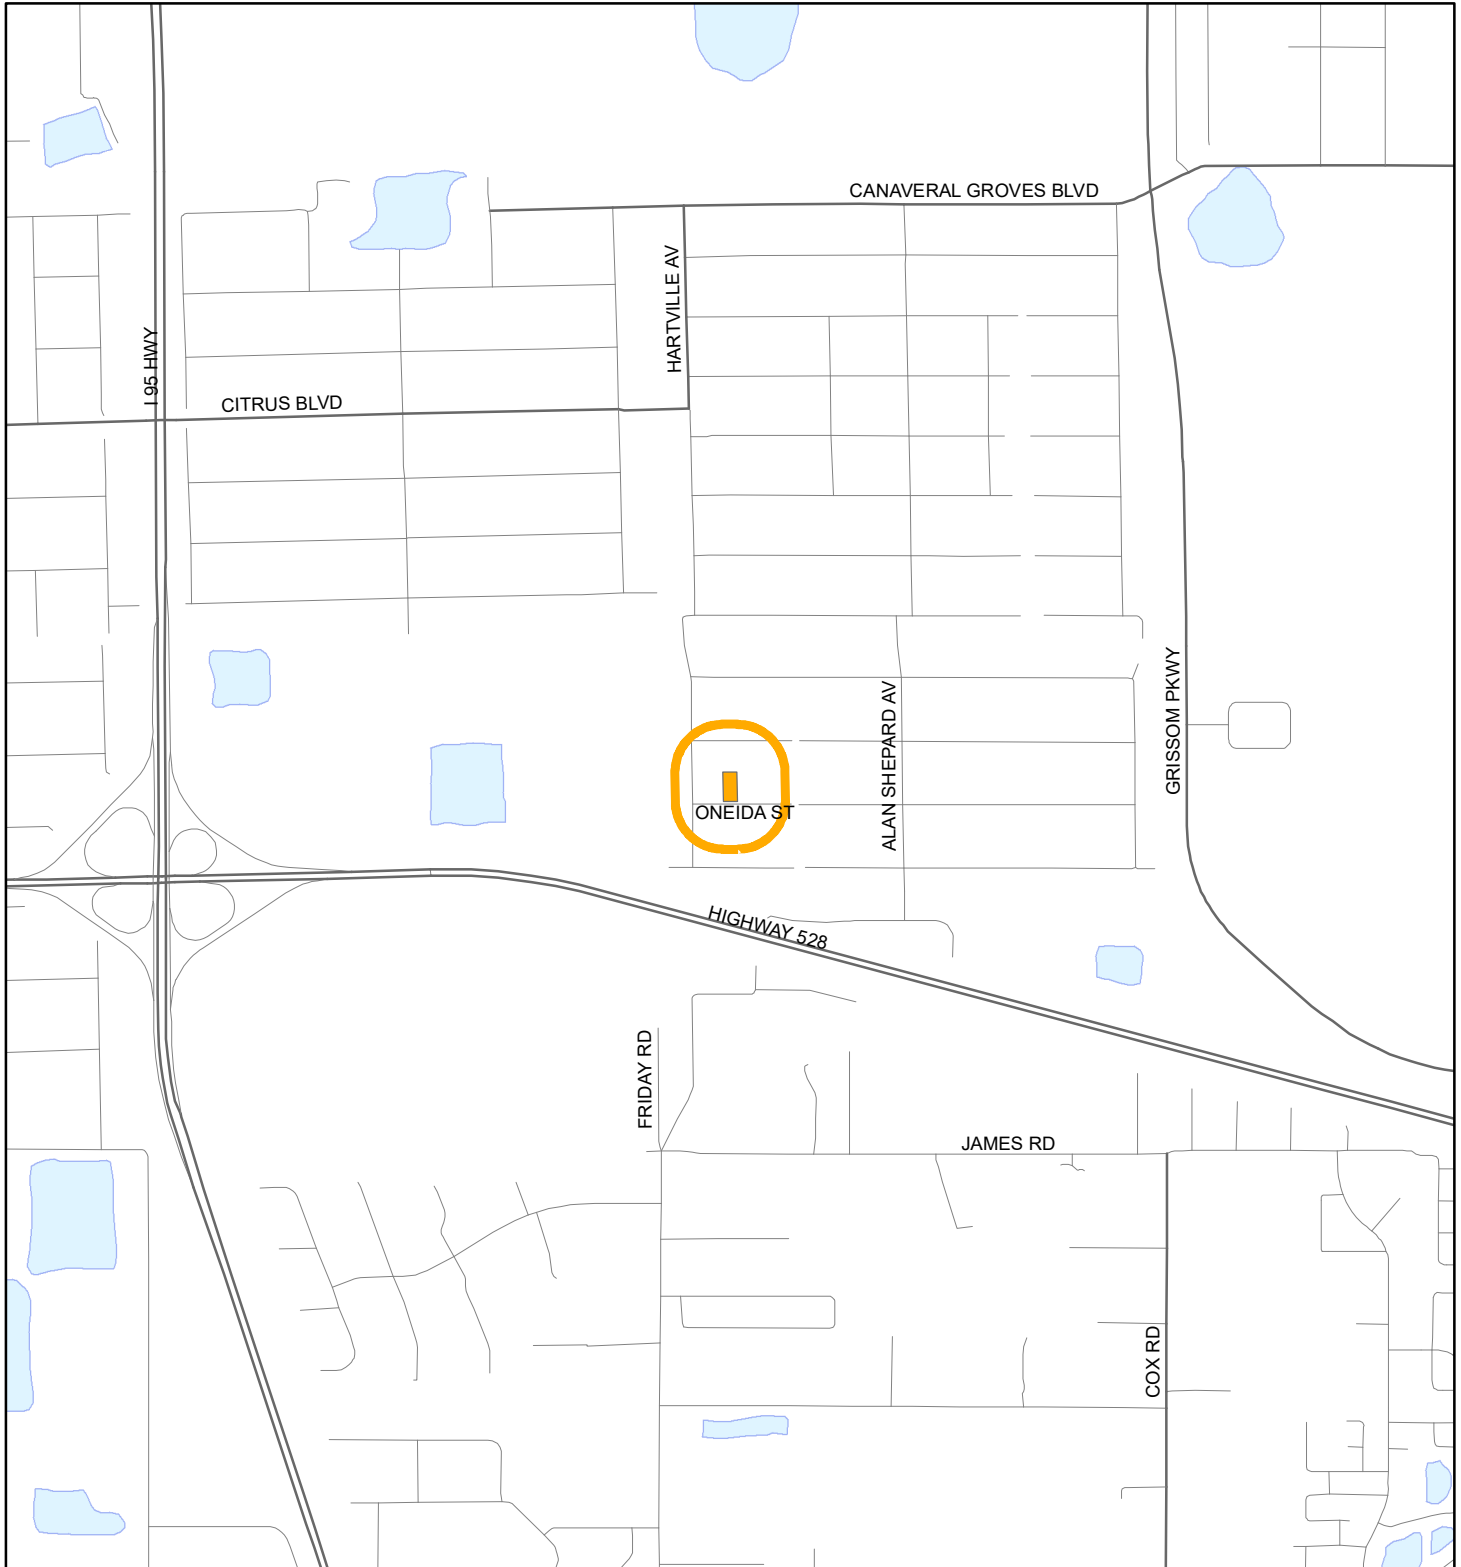 CANAVERAL GROVES BLVD
HARTVILLE AV
I 95 HWY
CITRUS BLVD
GRISSOM PKWY
ALAN SHEPARD AV
ONEIDA ST
HIGHWAY 528
FRIDAY RD
JAMES RD
COX RD